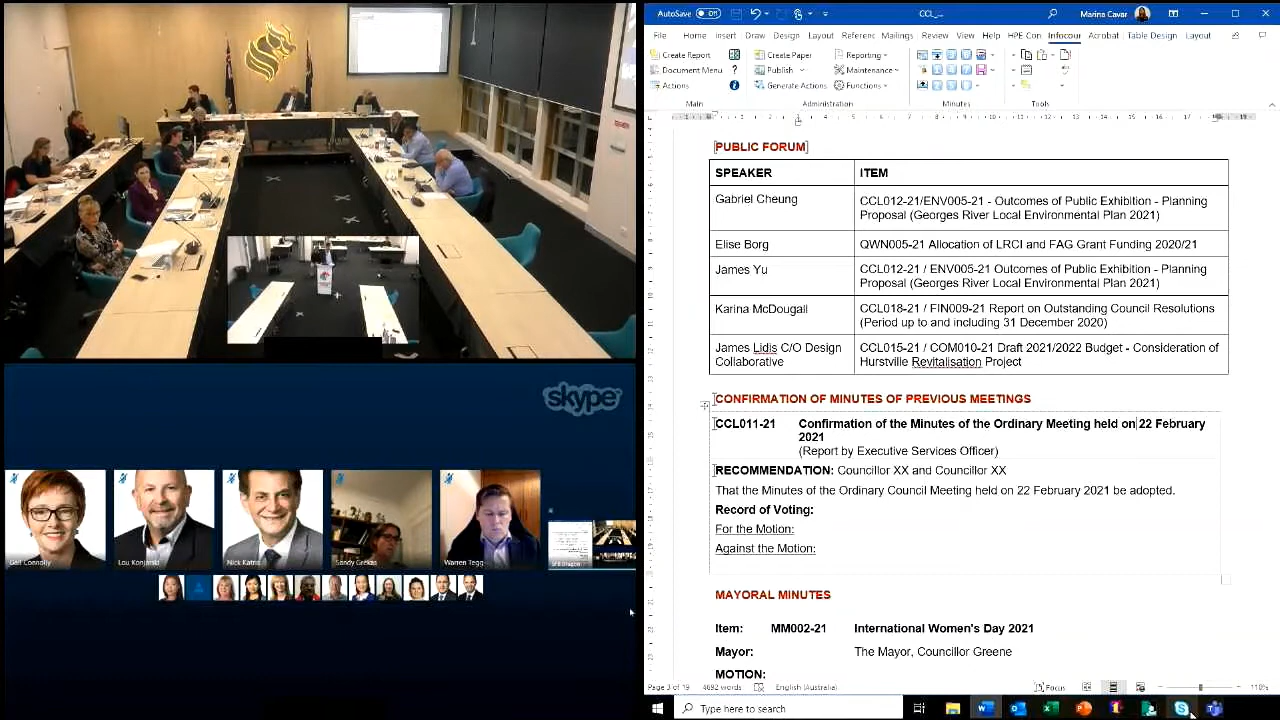 skype
Gail Connolly
Lou Konjarski
Nick Katris
Sandy Grekas
Warren Tegg
AutoSave Off
CCL_...
Marina Cavar
File Home Insert Draw Design Layout Referenc Mailings Review View Help HPE Con Infocour Acrobat Table Design Layout
Create Report
Create Paper
Reporting
Document Menu
Publish
Maintenance
Actions
Generate Actions
Functions
Main
Administration
Minutes
Tools
PUBLIC FORUM
SPEAKER ITEM
Gabriel Cheung CCL012-21/ENV005-21 - Outcomes of Public Exhibition - Planning
Proposal (Georges River Local Environmental Plan 2021)
Elise Borg QWN005-21 Allocation of LRCI and FAG Grant Funding 2020/21
James Yu CCL012-21 / ENV005-21 Outcomes of Public Exhibition - Planning
Proposal (Georges River Local Environmental Plan 2021)
Karina McDougall CCL018-21 / FIN009-21 Report on Outstanding Council Resolutions
(Period up to and including 31 December 2020)
James Lidis C/O Design CCL015-21 / COM010-21 Draft 2021/2022 Budget - Consideration of
Collaborative Hurstville Revitalisation Project
CONFIRMATION OF MINUTES OF PREVIOUS MEETINGS
CCL011-21 Confirmation of the Minutes of the Ordinary Meeting held on 22 February
2021
(Report by Executive Services Officer)
RECOMMENDATION: Councillor XX and Councillor XX
That the Minutes of the Ordinary Council Meeting held on 22 February 2021 be adopted.
Record of Voting:
For the Motion:
Against the Motion:
MAYORAL MINUTES
Item: MM002-21 International Women's Day 2021
Mayor: The Mayor, Councillor Greene
MOTION:
Page 3 of 19 4692 words English (Australia) Focus 110%
Type here to search